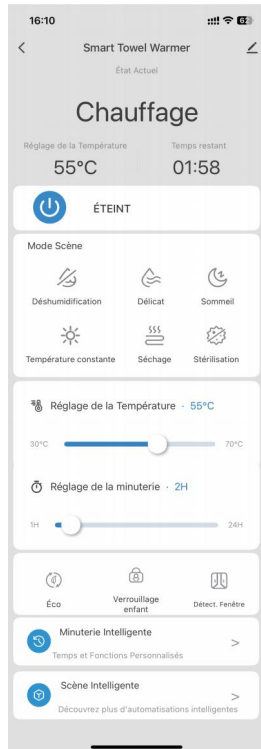 16:10
Smart Towel Warmer
État Actuel
Chauffage
Réglage de la Température Temps restant
55°C 01:58
ÉTEINT
Mode Scène
Déshumidification Délicat Sommeil
Température constante Séchage Stérilisation
Réglage de la Température · 55°C
30°C 70°C
Réglage de la minuterie · 2H
1H 24H
Éco Verrouillage enfant Détect. Fenêtre
Minuterie Intelligente
Temps et Fonctions Personnalisés
Scène Intelligente
Découvrez plus d'automatisations intelligentes